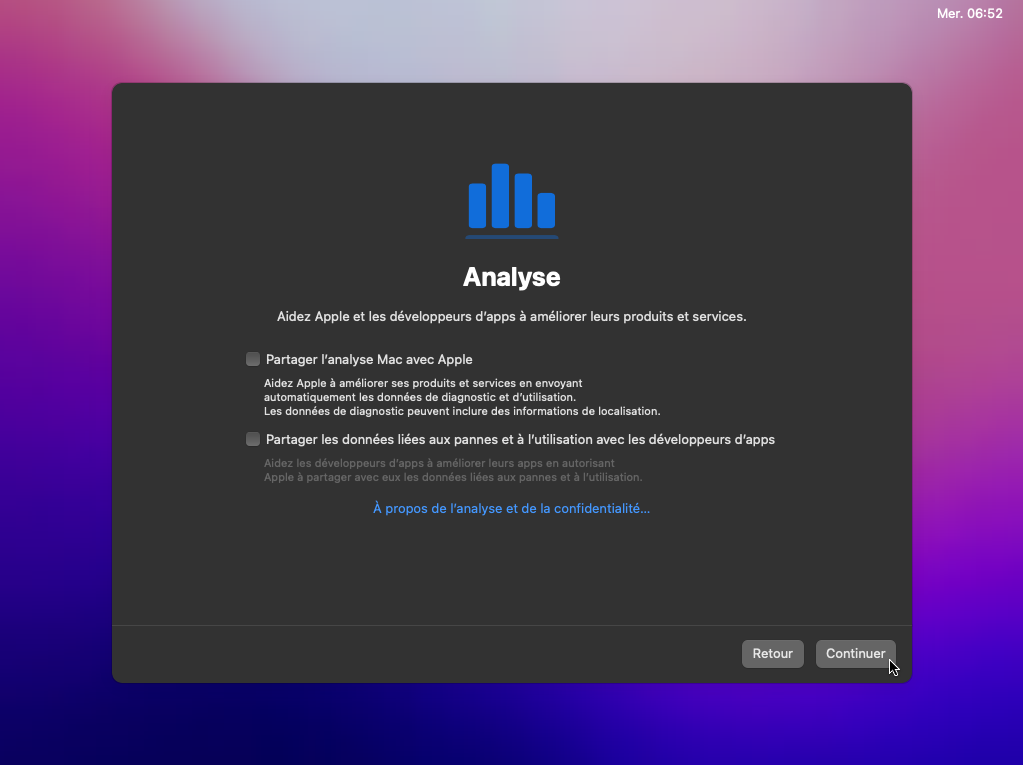 Mer. 06:52
Analyse
Aidez Apple et les développeurs d'apps à améliorer leurs produits et services.
Partager l'analyse Mac avec Apple
Aidez Apple à améliorer ses produits et services en envoyant
automatiquement les données de diagnostic et d'utilisation.
Les données de diagnostic peuvent inclure des informations de localisation.
Partager les données liées aux pannes et à l'utilisation avec les développeurs d'apps
Aidez les développeurs d'apps à améliorer leurs apps en autorisant
Apple à partager avec eux les données liées aux pannes et à l'utilisation.
À propos de l'analyse et de la confidentialité...
Retour
Continuer